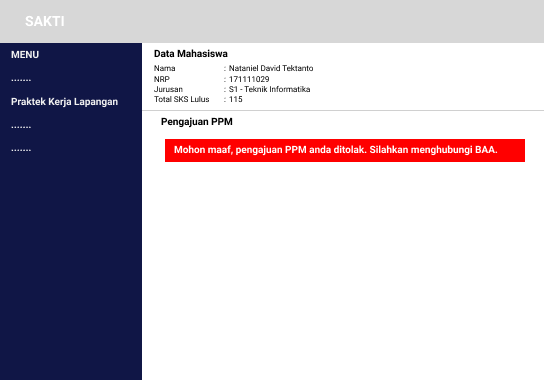 SAKTI
MENU
.......
Praktek Kerja Lapangan
.......
.......
Data Mahasiswa
Nama : Nataniel David Tektanto
NRP : 171111029
Jurusan : S1 - Teknik Informatika
Total SKS Lulus : 115
Pengajuan PPM
Mohon maaf, pengajuan PPM anda ditolak. Silahkan menghubungi BAA.